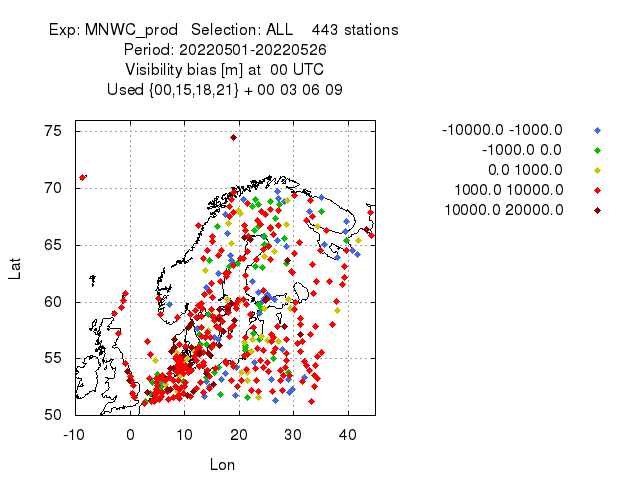 Exp: MNWC_prod   Selection: ALL    443 stations
Period: 20220501-20220526
Visibility bias [m] at  00 UTC
Used {00,15,18,21} + 00 03 06 09
-10000.0 -1000.0
-1000.0 0.0
0.0 1000.0
1000.0 10000.0
10000.0 20000.0
75
70
65
60
55
50
Lat
-10 0 10 20 30 40
Lon